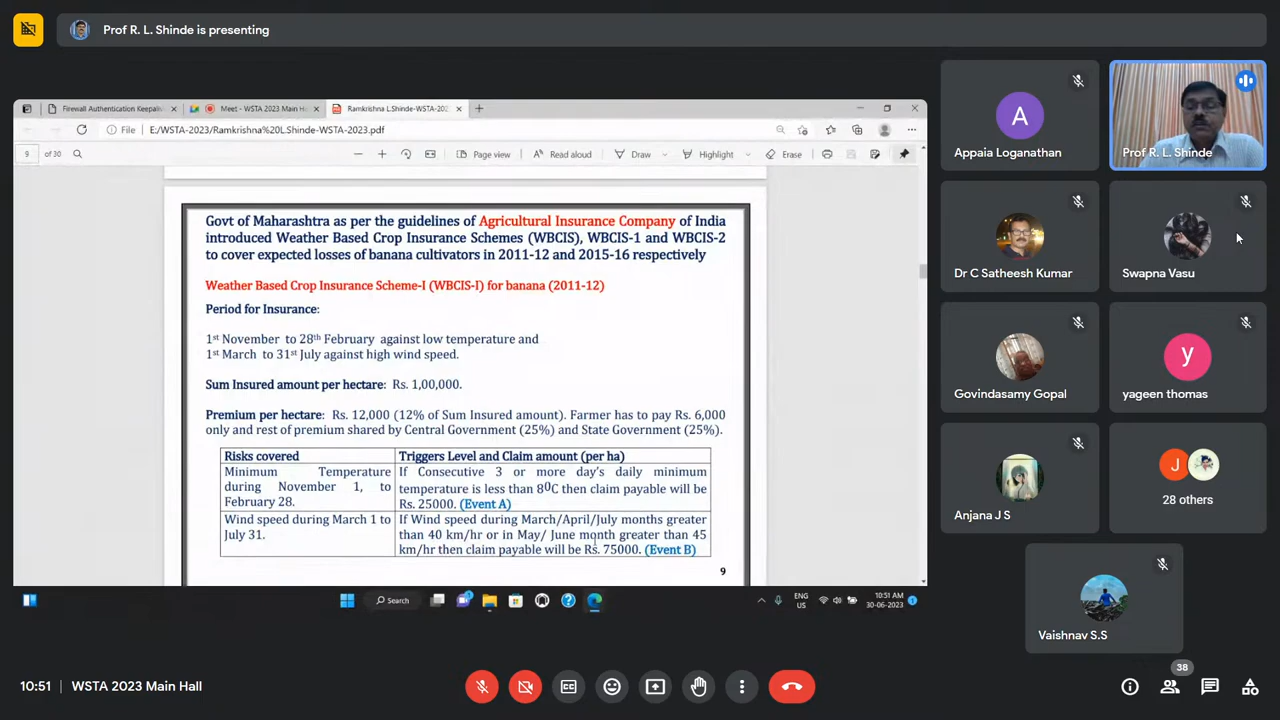 Prof R. L. Shinde is presenting
Firewall Authentication Keepaliv
Meet - WSTA 2023 Main H
Ramkrishna L.Shinde-WSTA-202
File
E:/WSTA-2023/Ramkrishna%20L.Shinde-WSTA-2023.pdf
9 of 30
Page view
Read aloud
Draw
Highlight
Erase
Govt of Maharashtra as per the guidelines of Agricultural Insurance Company of India
introduced Weather Based Crop Insurance Schemes (WBCIS), WBCIS-1 and WBCIS-2
to cover expected losses of banana cultivators in 2011-12 and 2015-16 respectively
Weather Based Crop Insurance Scheme-I (WBCIS-I) for banana (2011-12)
Period for Insurance:
1st November to 28th February against low temperature and
1st March to 31st July against high wind speed.
Sum Insured amount per hectare: Rs. 1,00,000.
Premium per hectare: Rs. 12,000 (12% of Sum Insured amount). Farmer has to pay Rs. 6,000
only and rest of premium shared by Central Government (25%) and State Government (25%).
Risks covered
Triggers Level and Claim amount (per ha)
Minimum Temperature
during November 1, to
February 28.
If Consecutive 3 or more day's daily minimum
temperature is less than 8⁰C then claim payable will be
Rs. 25000. (Event A)
Wind speed during March 1 to
July 31.
If Wind speed during March/April/July months greater
than 40 km/hr or in May/ June month greater than 45
km/hr then claim payable will be Rs. 75000. (Event B)
9
Search
ENG
US
10:51 AM
30-06-2023
A
Appaia Loganathan
Prof R. L. Shinde
Dr C Satheesh Kumar
Swapna Vasu
Govindasamy Gopal
y
yageen thomas
Anjana J S
J
28 others
Vaishnav S.S
10:51 | WSTA 2023 Main Hall
38